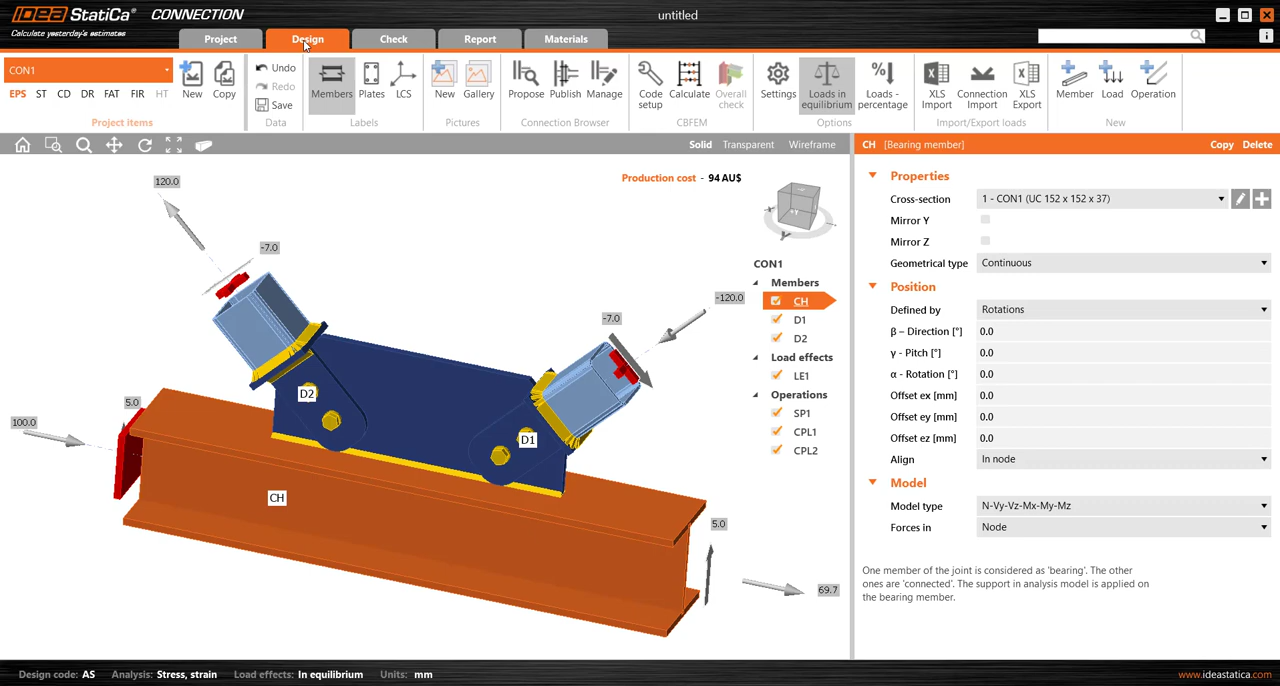 IDEA StatiCa® CONNECTION
Calculate yesterday's estimates
untitled
Project Design Check Report Materials
CON1
EPS ST CD DR FAT FIR HT
New Copy
Project items
Undo
Redo
Save
Data
Members Plates LCS
Labels
New Gallery
Pictures
Propose Publish Manage
Connection Browser
Code setup Calculate Overall check
CBFEM
Settings Loads in equilibrium Loads - percentage
Options
XLS Import Connection Import XLS Export
Import/Export loads
Member Load Operation
New
Solid Transparent Wireframe
Production cost - 94 AU$
120.0
-7.0
-120.0
-7.0
5.0
100.0
D2
D1
CH
5.0
69.7
+Y
CON1
Members
CH
D1
D2
Load effects
LE1
Operations
SP1
CPL1
CPL2
CH [Bearing member] Copy Delete
Properties
Cross-section 1 - CON1 (UC 152 x 152 x 37)
Mirror Y
Mirror Z
Geometrical type Continuous
Position
Defined by Rotations
β – Direction [°] 0.0
γ - Pitch [°] 0.0
α - Rotation [°] 0.0
Offset ex [mm] 0.0
Offset ey [mm] 0.0
Offset ez [mm] 0.0
Align In node
Model
Model type N-Vy-Vz-Mx-My-Mz
Forces in Node
One member of the joint is considered as 'bearing'. The other
ones are 'connected'. The support in analysis model is applied on
the bearing member.
Design code: AS Analysis: Stress, strain Load effects: In equilibrium Units: mm
www.ideastatica.com